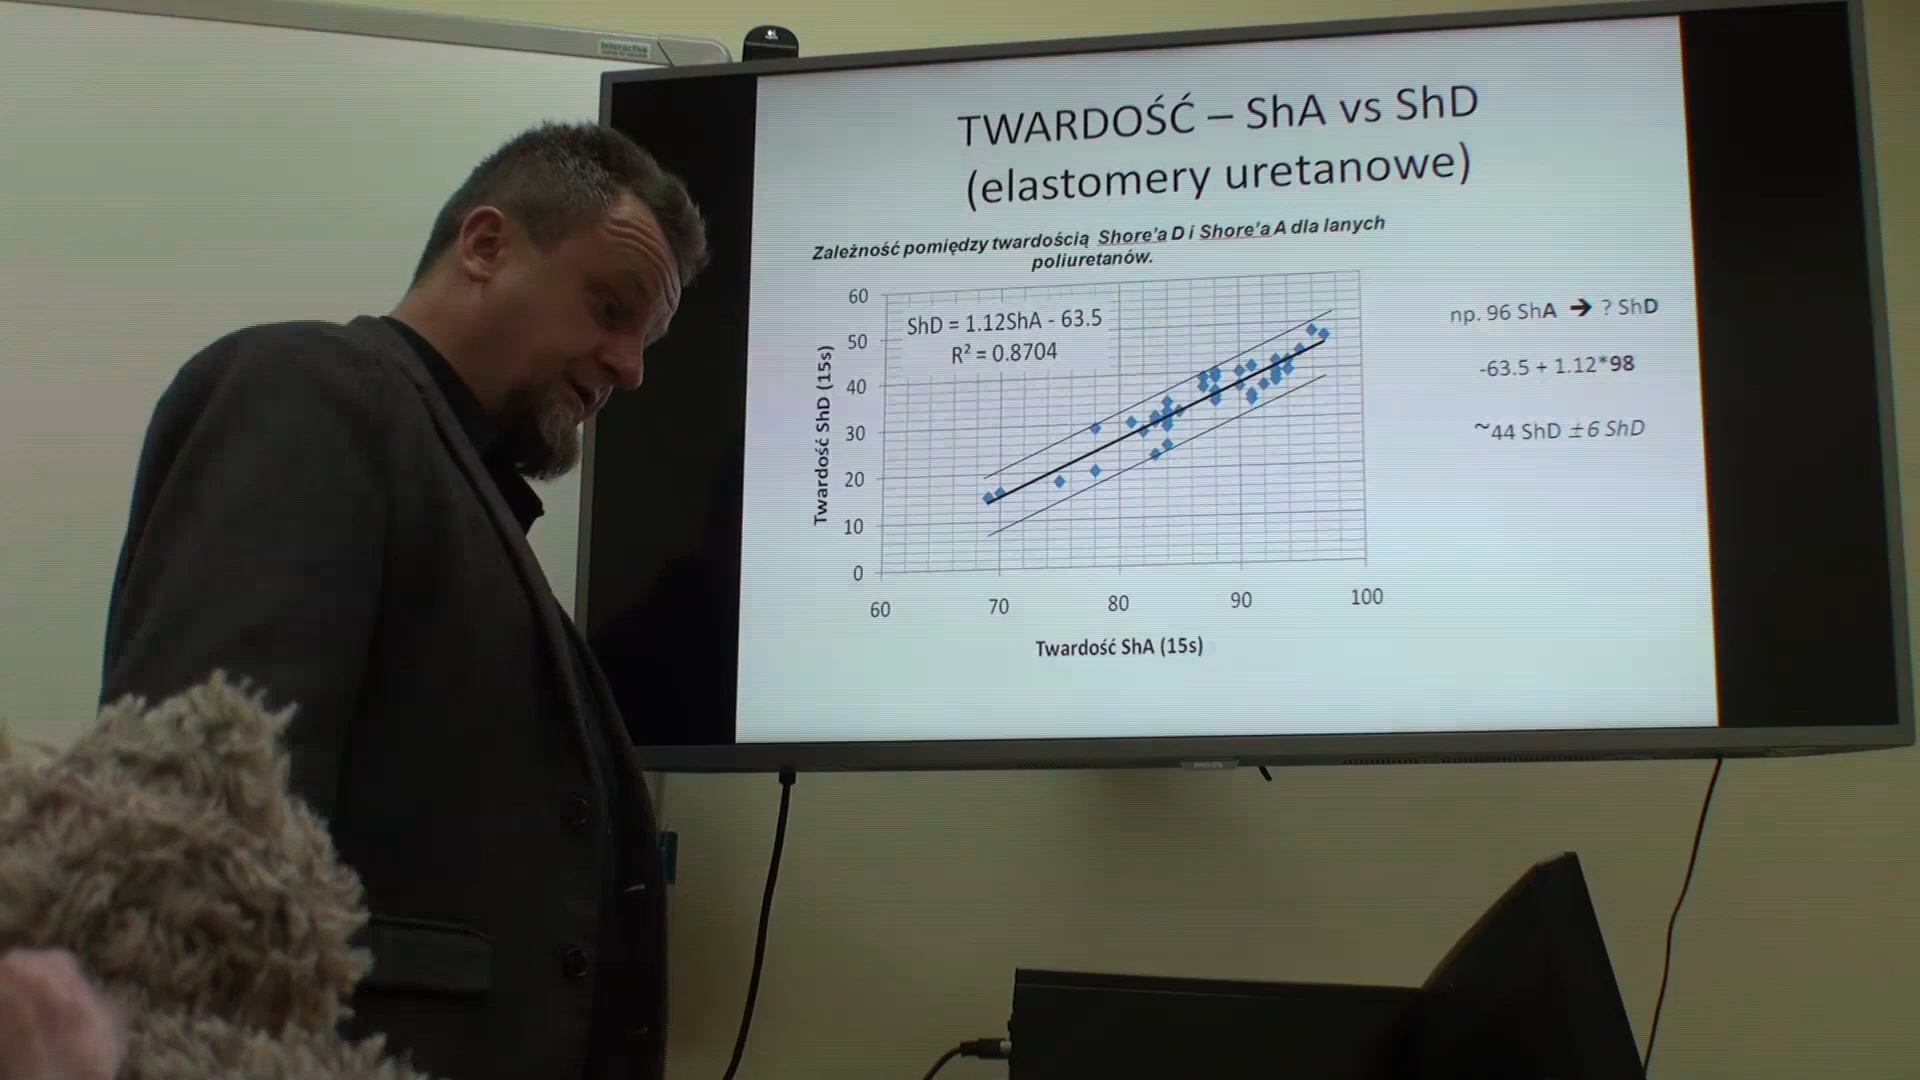 interactive
TWARDOŚĆ – ShA vs ShD
(elastomery uretanowe)
Zależność pomiędzy twardością Shore'a D i Shore'a A dla lanych
poliuretanów.
ShD = 1.12ShA - 63.5
R² = 0.8704
Twardość ShD (15s)
60
50
40
30
20
10
0
60 70 80 90 100
Twardość ShA (15s)
np. 96 ShA ➔ ? ShD
-63.5 + 1.12*98
~44 ShD ±6 ShD
PHILIPS